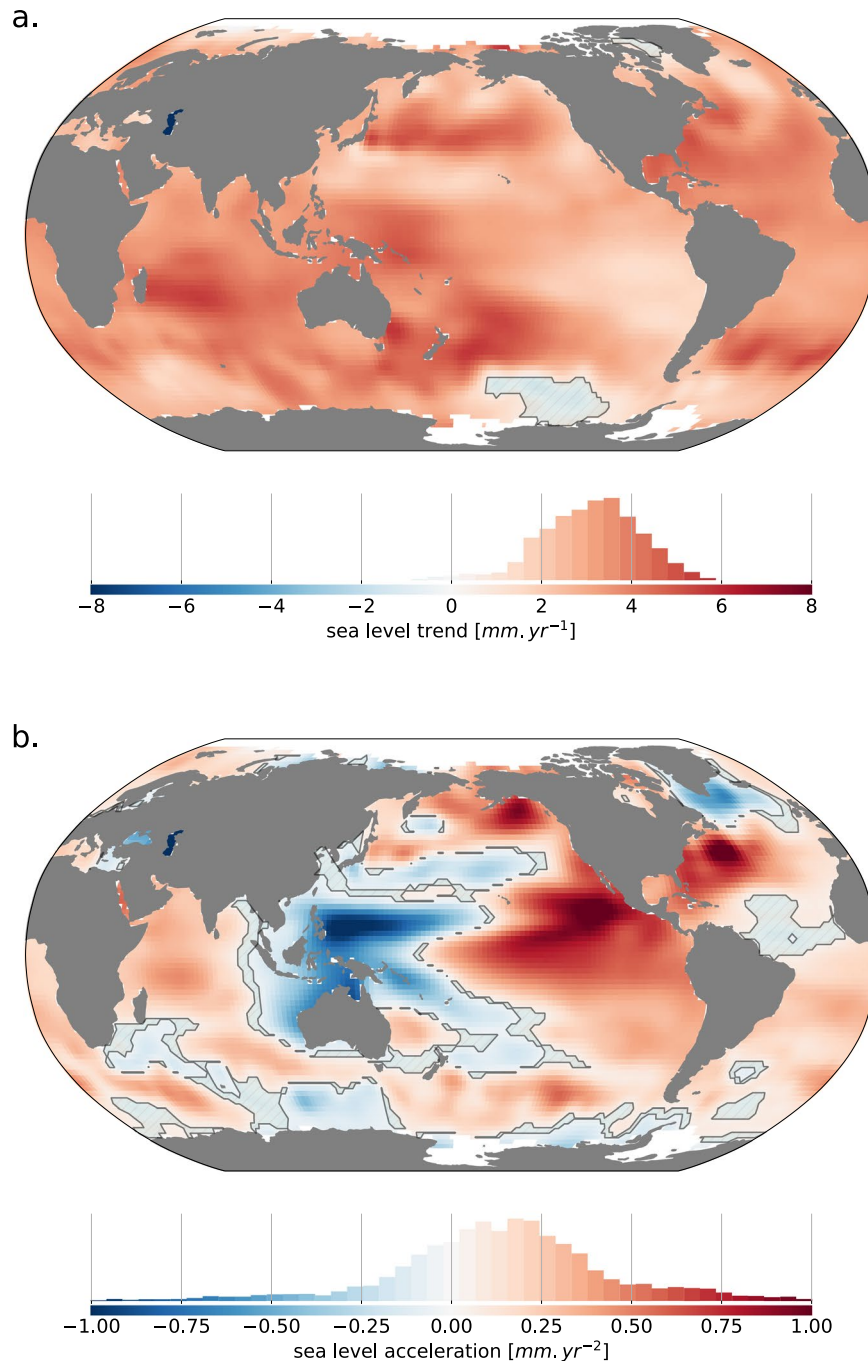 a.
−8 −6 −4 −2 0 2 4 6 8
sea level trend [mm. yr⁻¹]
b.
−1.00 −0.75 −0.50 −0.25 0.00 0.25 0.50 0.75 1.00
sea level acceleration [mm. yr⁻²]